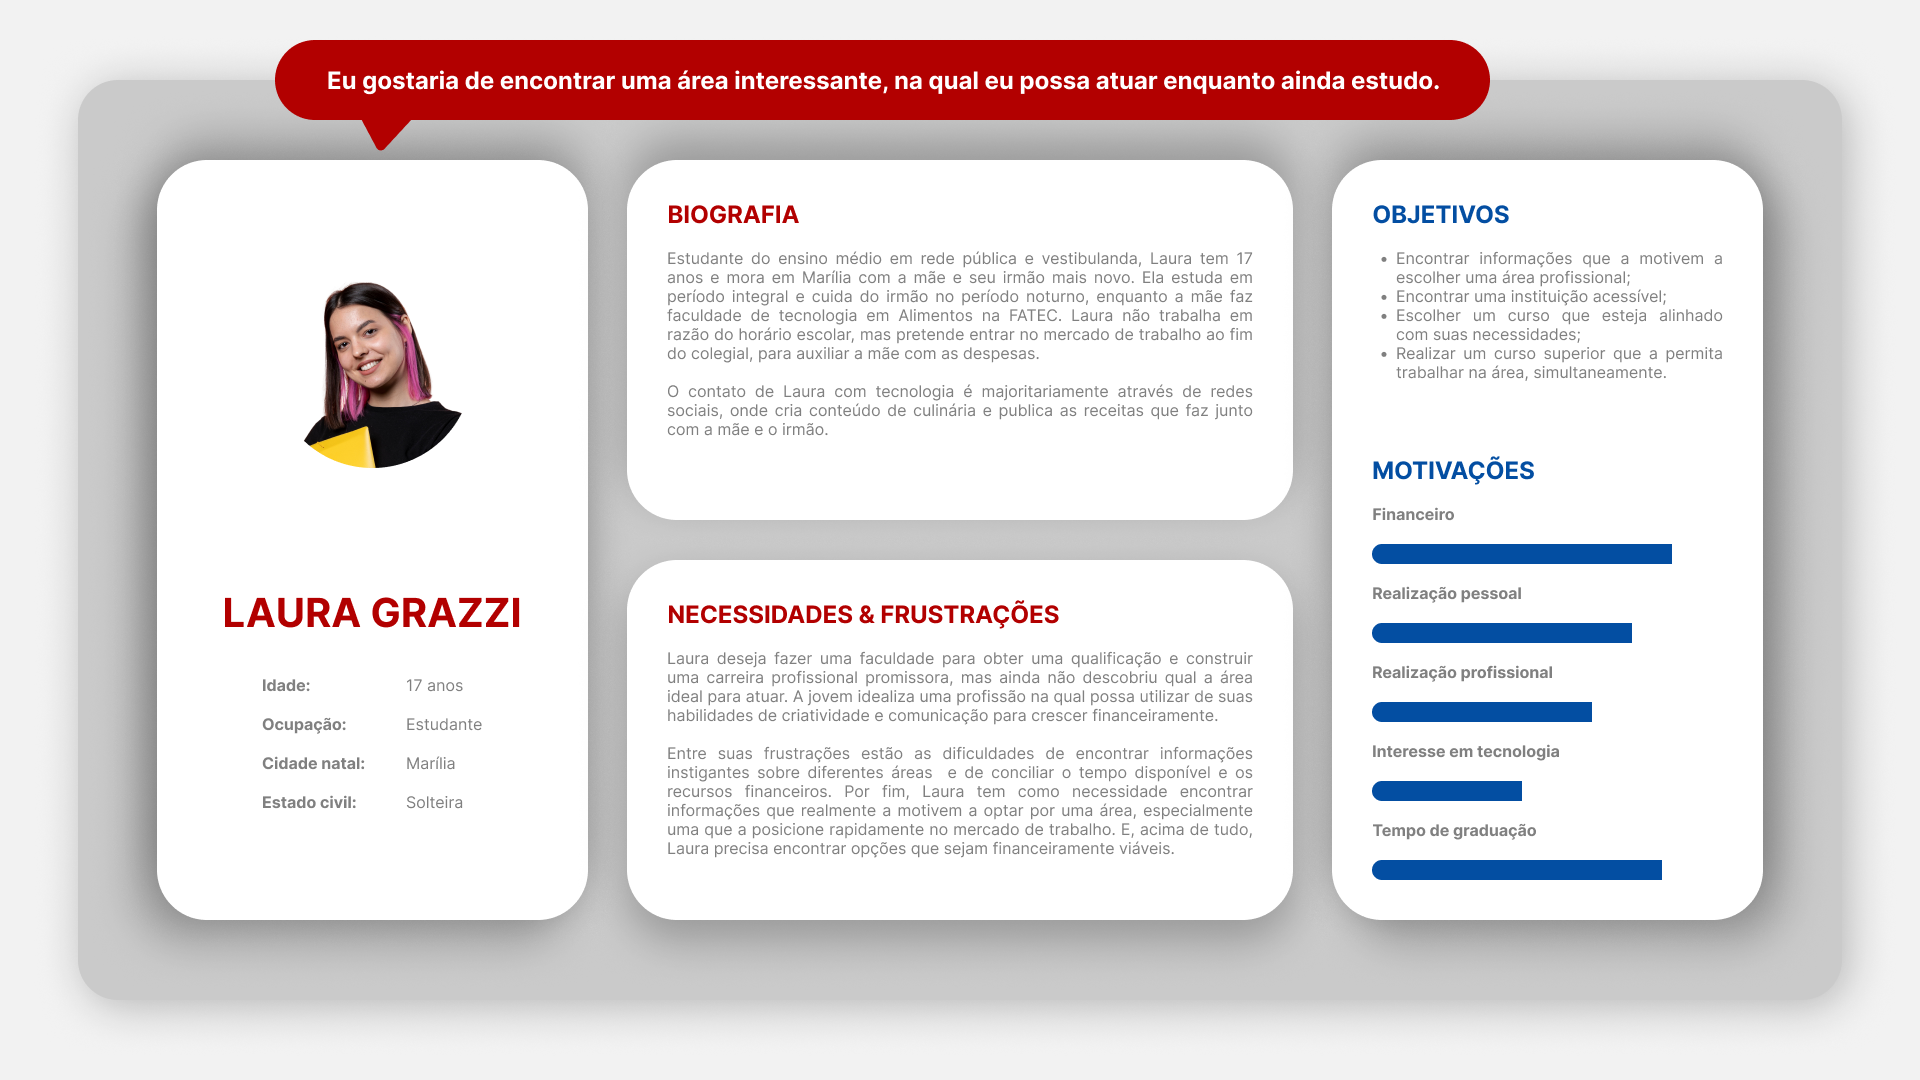 Eu gostaria de encontrar uma área interessante, na qual eu possa atuar enquanto ainda estudo.
LAURA GRAZZI
Idade: 17 anos
Ocupação: Estudante
Cidade natal: Marília
Estado civil: Solteira
BIOGRAFIA
Estudante do ensino médio em rede pública e vestibulanda, Laura tem 17
anos e mora em Marília com a mãe e seu irmão mais novo. Ela estuda em
período integral e cuida do irmão no período noturno, enquanto a mãe faz
faculdade de tecnologia em Alimentos na FATEC. Laura não trabalha em
razão do horário escolar, mas pretende entrar no mercado de trabalho ao fim
do colegial, para auxiliar a mãe com as despesas.
O contato de Laura com tecnologia é majoritariamente através de redes
sociais, onde cria conteúdo de culinária e publica as receitas que faz junto
com a mãe e o irmão.
NECESSIDADES & FRUSTRAÇÕES
Laura deseja fazer uma faculdade para obter uma qualificação e construir
uma carreira profissional promissora, mas ainda não descobriu qual a área
ideal para atuar. A jovem idealiza uma profissão na qual possa utilizar de suas
habilidades de criatividade e comunicação para crescer financeiramente.
Entre suas frustrações estão as dificuldades de encontrar informações
instigantes sobre diferentes áreas  e de conciliar o tempo disponível e os
recursos financeiros. Por fim, Laura tem como necessidade encontrar
informações que realmente a motivem a optar por uma área, especialmente
uma que a posicione rapidamente no mercado de trabalho. E, acima de tudo,
Laura precisa encontrar opções que sejam financeiramente viáveis.
OBJETIVOS
• Encontrar informações que a motivem a
escolher uma área profissional;
• Encontrar uma instituição acessível;
• Escolher um curso que esteja alinhado
com suas necessidades;
• Realizar um curso superior que a permita
trabalhar na área, simultaneamente.
MOTIVAÇÕES
Financeiro
Realização pessoal
Realização profissional
Interesse em tecnologia
Tempo de graduação